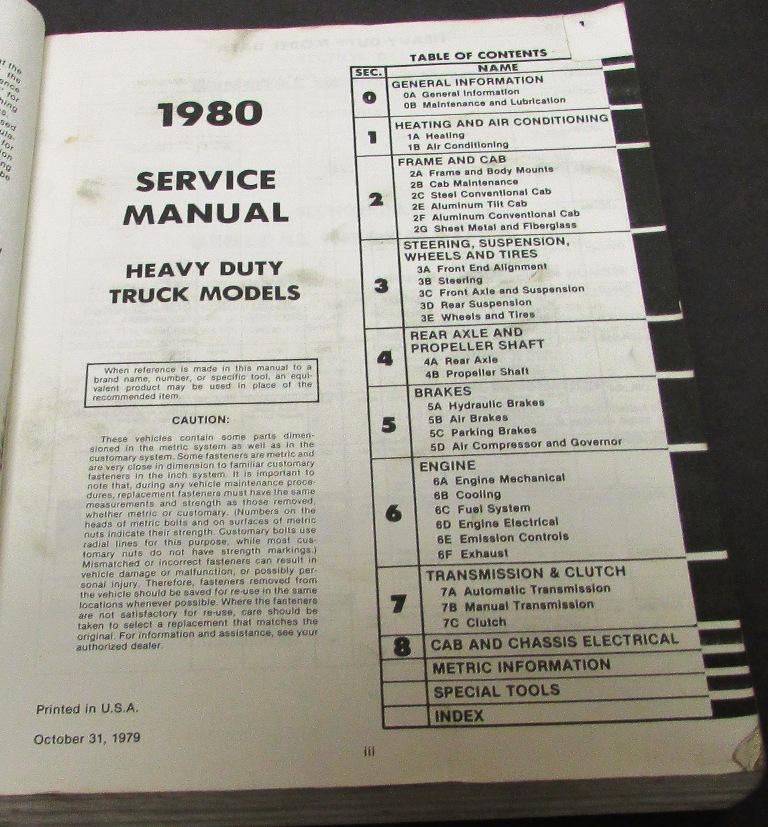 1980
SERVICE
MANUAL
HEAVY DUTY
TRUCK MODELS
When reference is made in this manual to a
brand name, number, or specific tool, an equi-
valent product may be used in place of the
recommended item.
CAUTION:
These vehicles contain some parts dimen-
sioned in the metric system as well as in the
customary system. Some fasteners are metric and
are very close in dimension to familiar customary
fasteners in the inch system. It is important to
note that, during any vehicle maintenance proce-
dures, replacement fasteners must have the same
measurements and strength as those removed,
whether metric or customary. (Numbers on the
heads of metric bolts and on surfaces of metric
nuts indicate their strength. Customary bolts use
radial lines for this purpose, while most cus-
tomary nuts do not have strength markings.)
Mismatched or incorrect fasteners can result in
vehicle damage or malfunction, or possibly per-
sonal injury. Therefore, fasteners removed from
the vehicle should be saved for re-use in the same
locations whenever possible. Where the fasteners
are not satisfactory for re-use, care should be
taken to select a replacement that matches the
original. For information and assistance, see your
authorized dealer.
Printed in U.S.A.
October 31, 1979
TABLE OF CONTENTS
SEC. NAME
0 GENERAL INFORMATION
0A General Information
0B Maintenance and Lubrication
1 HEATING AND AIR CONDITIONING
1A Heating
1B Air Conditioning
2 FRAME AND CAB
2A Frame and Body Mounts
2B Cab Maintenance
2C Steel Conventional Cab
2E Aluminum Tilt Cab
2F Aluminum Conventional Cab
2G Sheet Metal and Fiberglass
3 STEERING, SUSPENSION,
WHEELS AND TIRES
3A Front End Alignment
3B Steering
3C Front Axle and Suspension
3D Rear Suspension
3E Wheels and Tires
4 REAR AXLE AND
PROPELLER SHAFT
4A Rear Axle
4B Propeller Shaft
5 BRAKES
5A Hydraulic Brakes
5B Air Brakes
5C Parking Brakes
5D Air Compressor and Governor
6 ENGINE
6A Engine Mechanical
6B Cooling
6C Fuel System
6D Engine Electrical
6E Emission Controls
6F Exhaust
7 TRANSMISSION & CLUTCH
7A Automatic Transmission
7B Manual Transmission
7C Clutch
8 CAB AND CHASSIS ELECTRICAL
METRIC INFORMATION
SPECIAL TOOLS
INDEX
iii